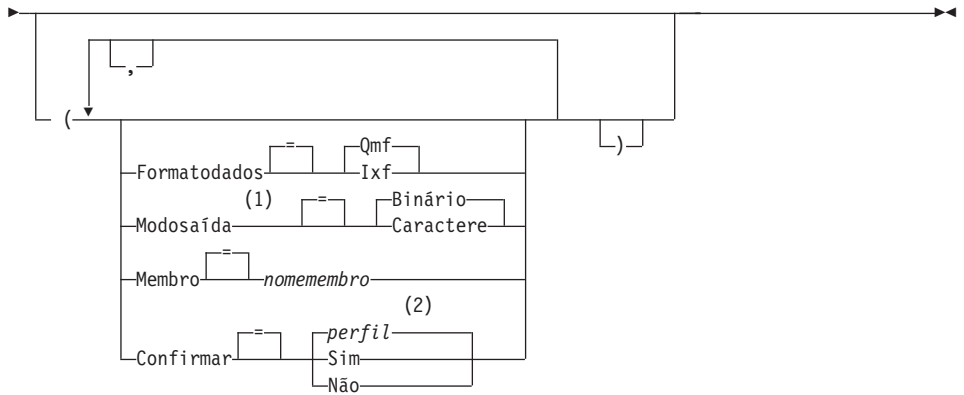 ,
(
)
= Qmf
Formatodados Ixf
(1) = Binário
Modosaída Caractere
=
Membro nomemembro
(2)
= perfil
Confirmar Sim
Não